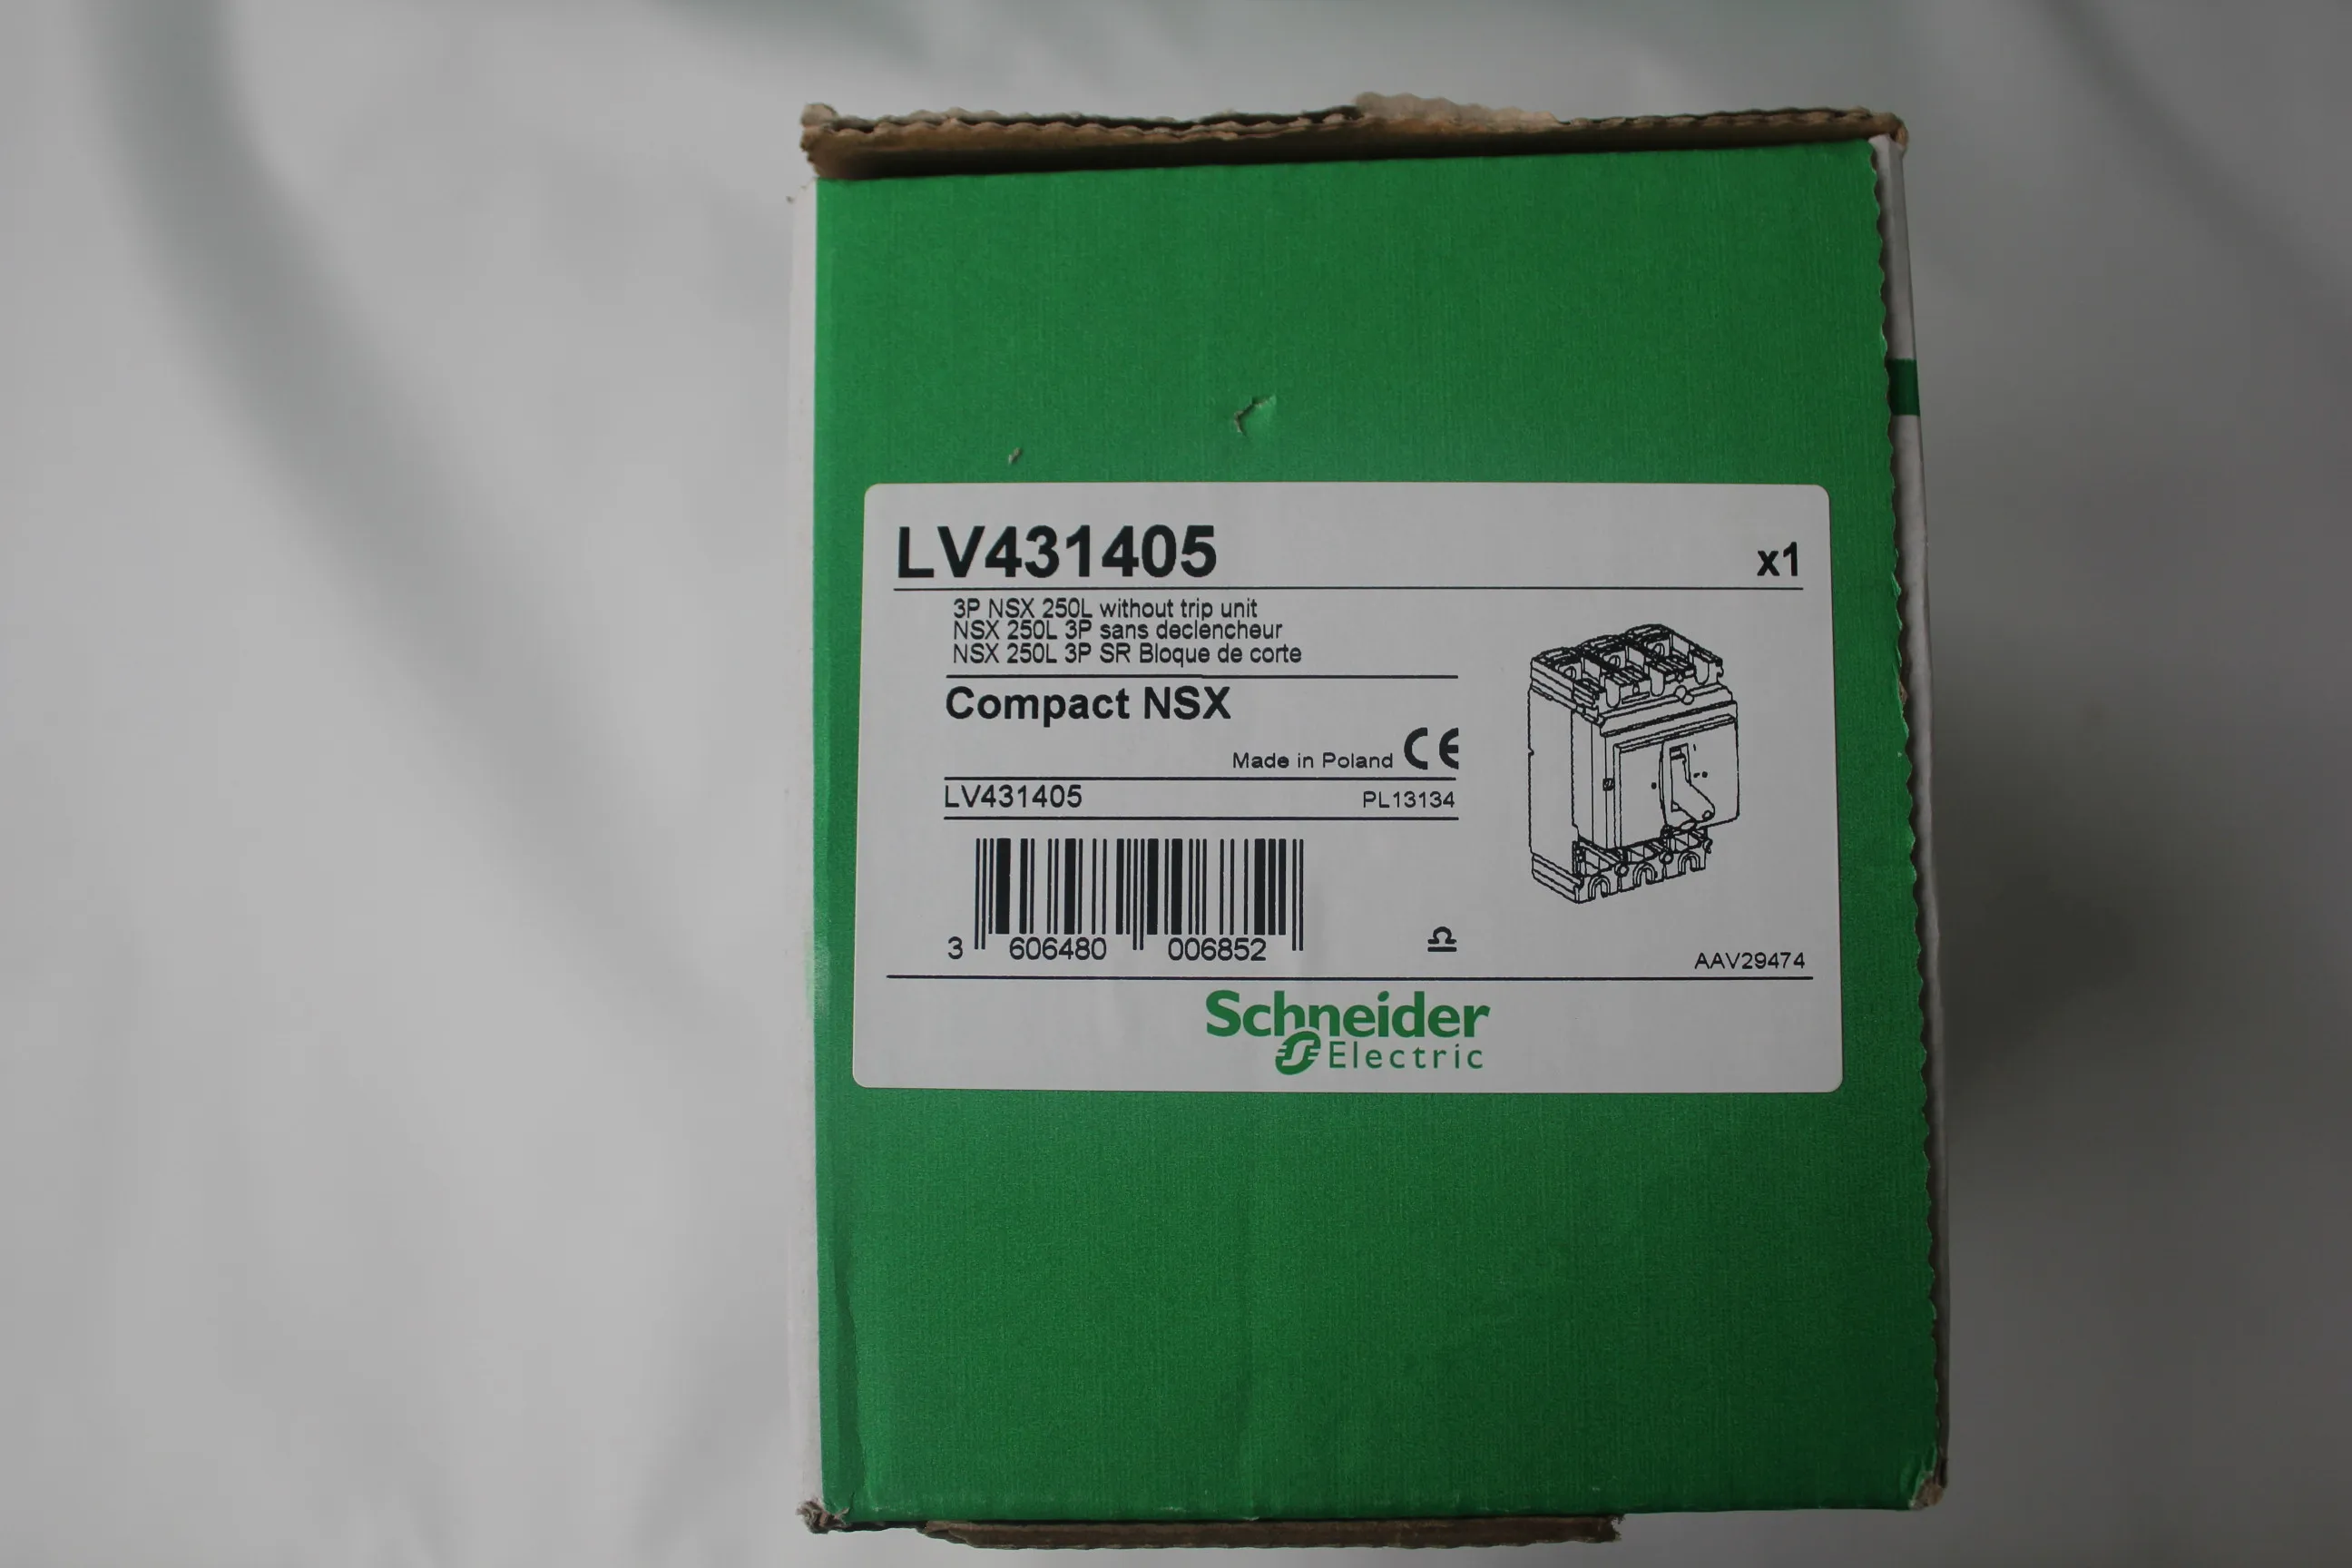 LV431405 x1
3P NSX 250L without trip unit
NSX 250L 3P sans declencheur
NSX 250L 3P SR Bloque de corte
Compact NSX
Made in Poland CE
LV431405 PL13134
3 606480 006852
AAV29474
Schneider
Electric